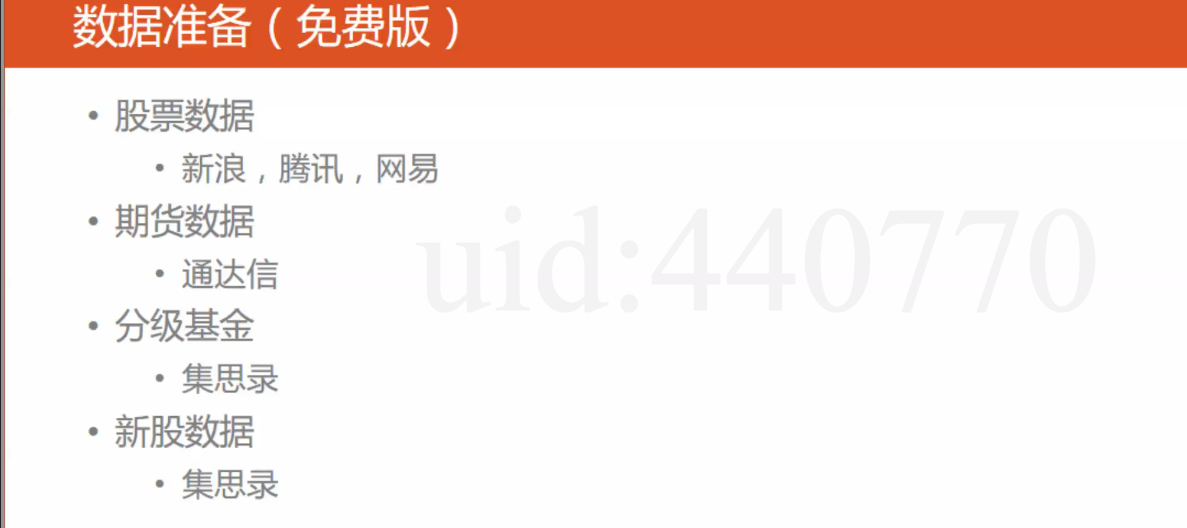 数据准备（免费版）
• 股票数据
• 新浪，腾讯，网易
• 期货数据
• 通达信
• 分级基金
• 集思录
• 新股数据
• 集思录
uid:440770